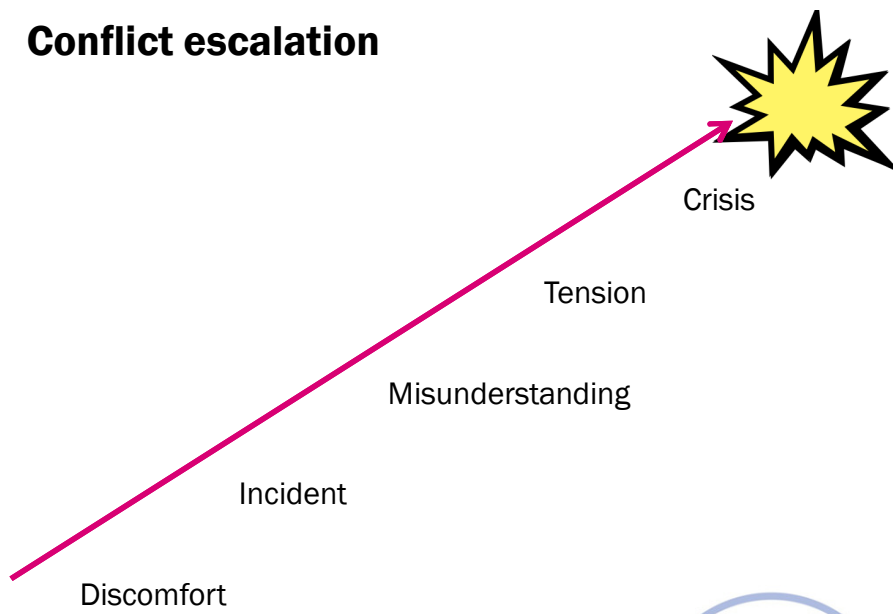 Conflict escalation
Crisis
Tension
Misunderstanding
Incident
Discomfort